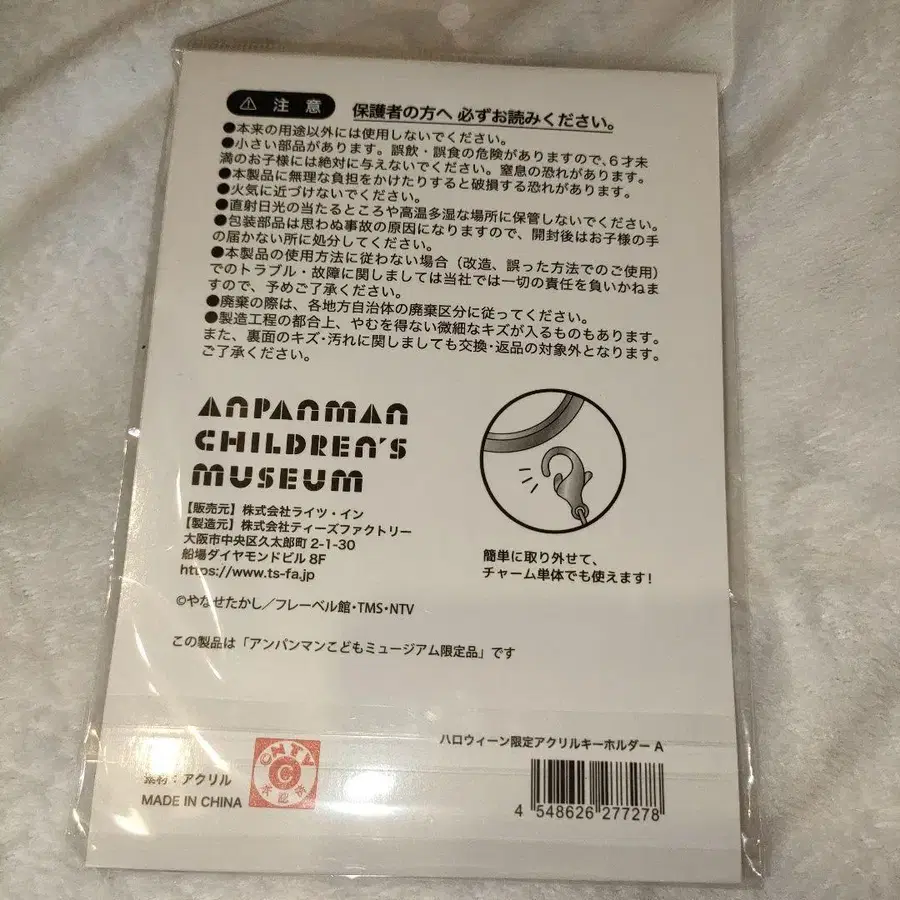 注意 保護者の方へ 必ずお読みください。
●本来の用途以外には使用しないでください。
●小さい部品があります。誤飲・誤食の危険がありますので、6才未
満のお子様には絶対に与えないでください。窒息の恐れがあります。
●本製品に無理な負担をかけたりすると破損する恐れがあります。
●火気に近づけないでください。
●直射日光の当たるところや高温多湿な場所に保管しないでください。
●包装部品は思わぬ事故の原因になりますので、開封後はお子様の手
の届かない所に処分してください。
●本製品の使用方法に従わない場合（改造、誤った方法でのご使用）
でのトラブル・故障に関しましては当社では一切の責任を負いかねま
すので、予めご了承ください。
●廃棄の際は、各地方自治体の廃棄区分に従ってください。
●製造工程の都合上、やむを得ない微細なキズが入るものもあります。
また、裏面のキズ・汚れに関しましても交換・返品の対象外となります。
ご了承ください。
ANPANMAN
CHILDREN'S
MUSEUM
【販売元】株式会社ライツ・イン
【製造元】株式会社ティーズファクトリー
大阪市中央区久太郎町 2-1-30
船場ダイヤモンドビル 8F
https://www.ts-fa.jp
簡単に取り外せて、
チャーム単体でも使えます!
©やなせたかし／フレーベル館・TMS・NTV
この製品は「アンパンマンこどもミュージアム限定品」です
ハロウィーン限定アクリルキーホルダー A
素材：アクリル
MADE IN CHINA
NTV
C
承認済
4 548626 277278